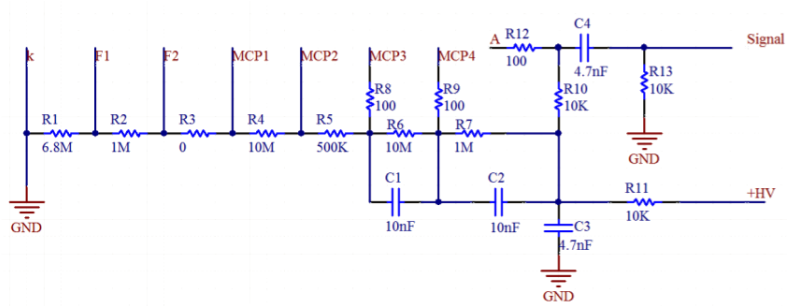 k F1 F2 MCP1 MCP2 MCP3 MCP4 A R12 C4 Signal
100 4.7nF
R8 R9 R10 R13
100 100 10K 10K
R1 R2 R3 R4 R5 R6 R7
6.8M 1M 0 10M 500K 10M 1M
GND
C1 C2 R11 +HV
10nF 10nF 10K
C3
4.7nF
GND
GND